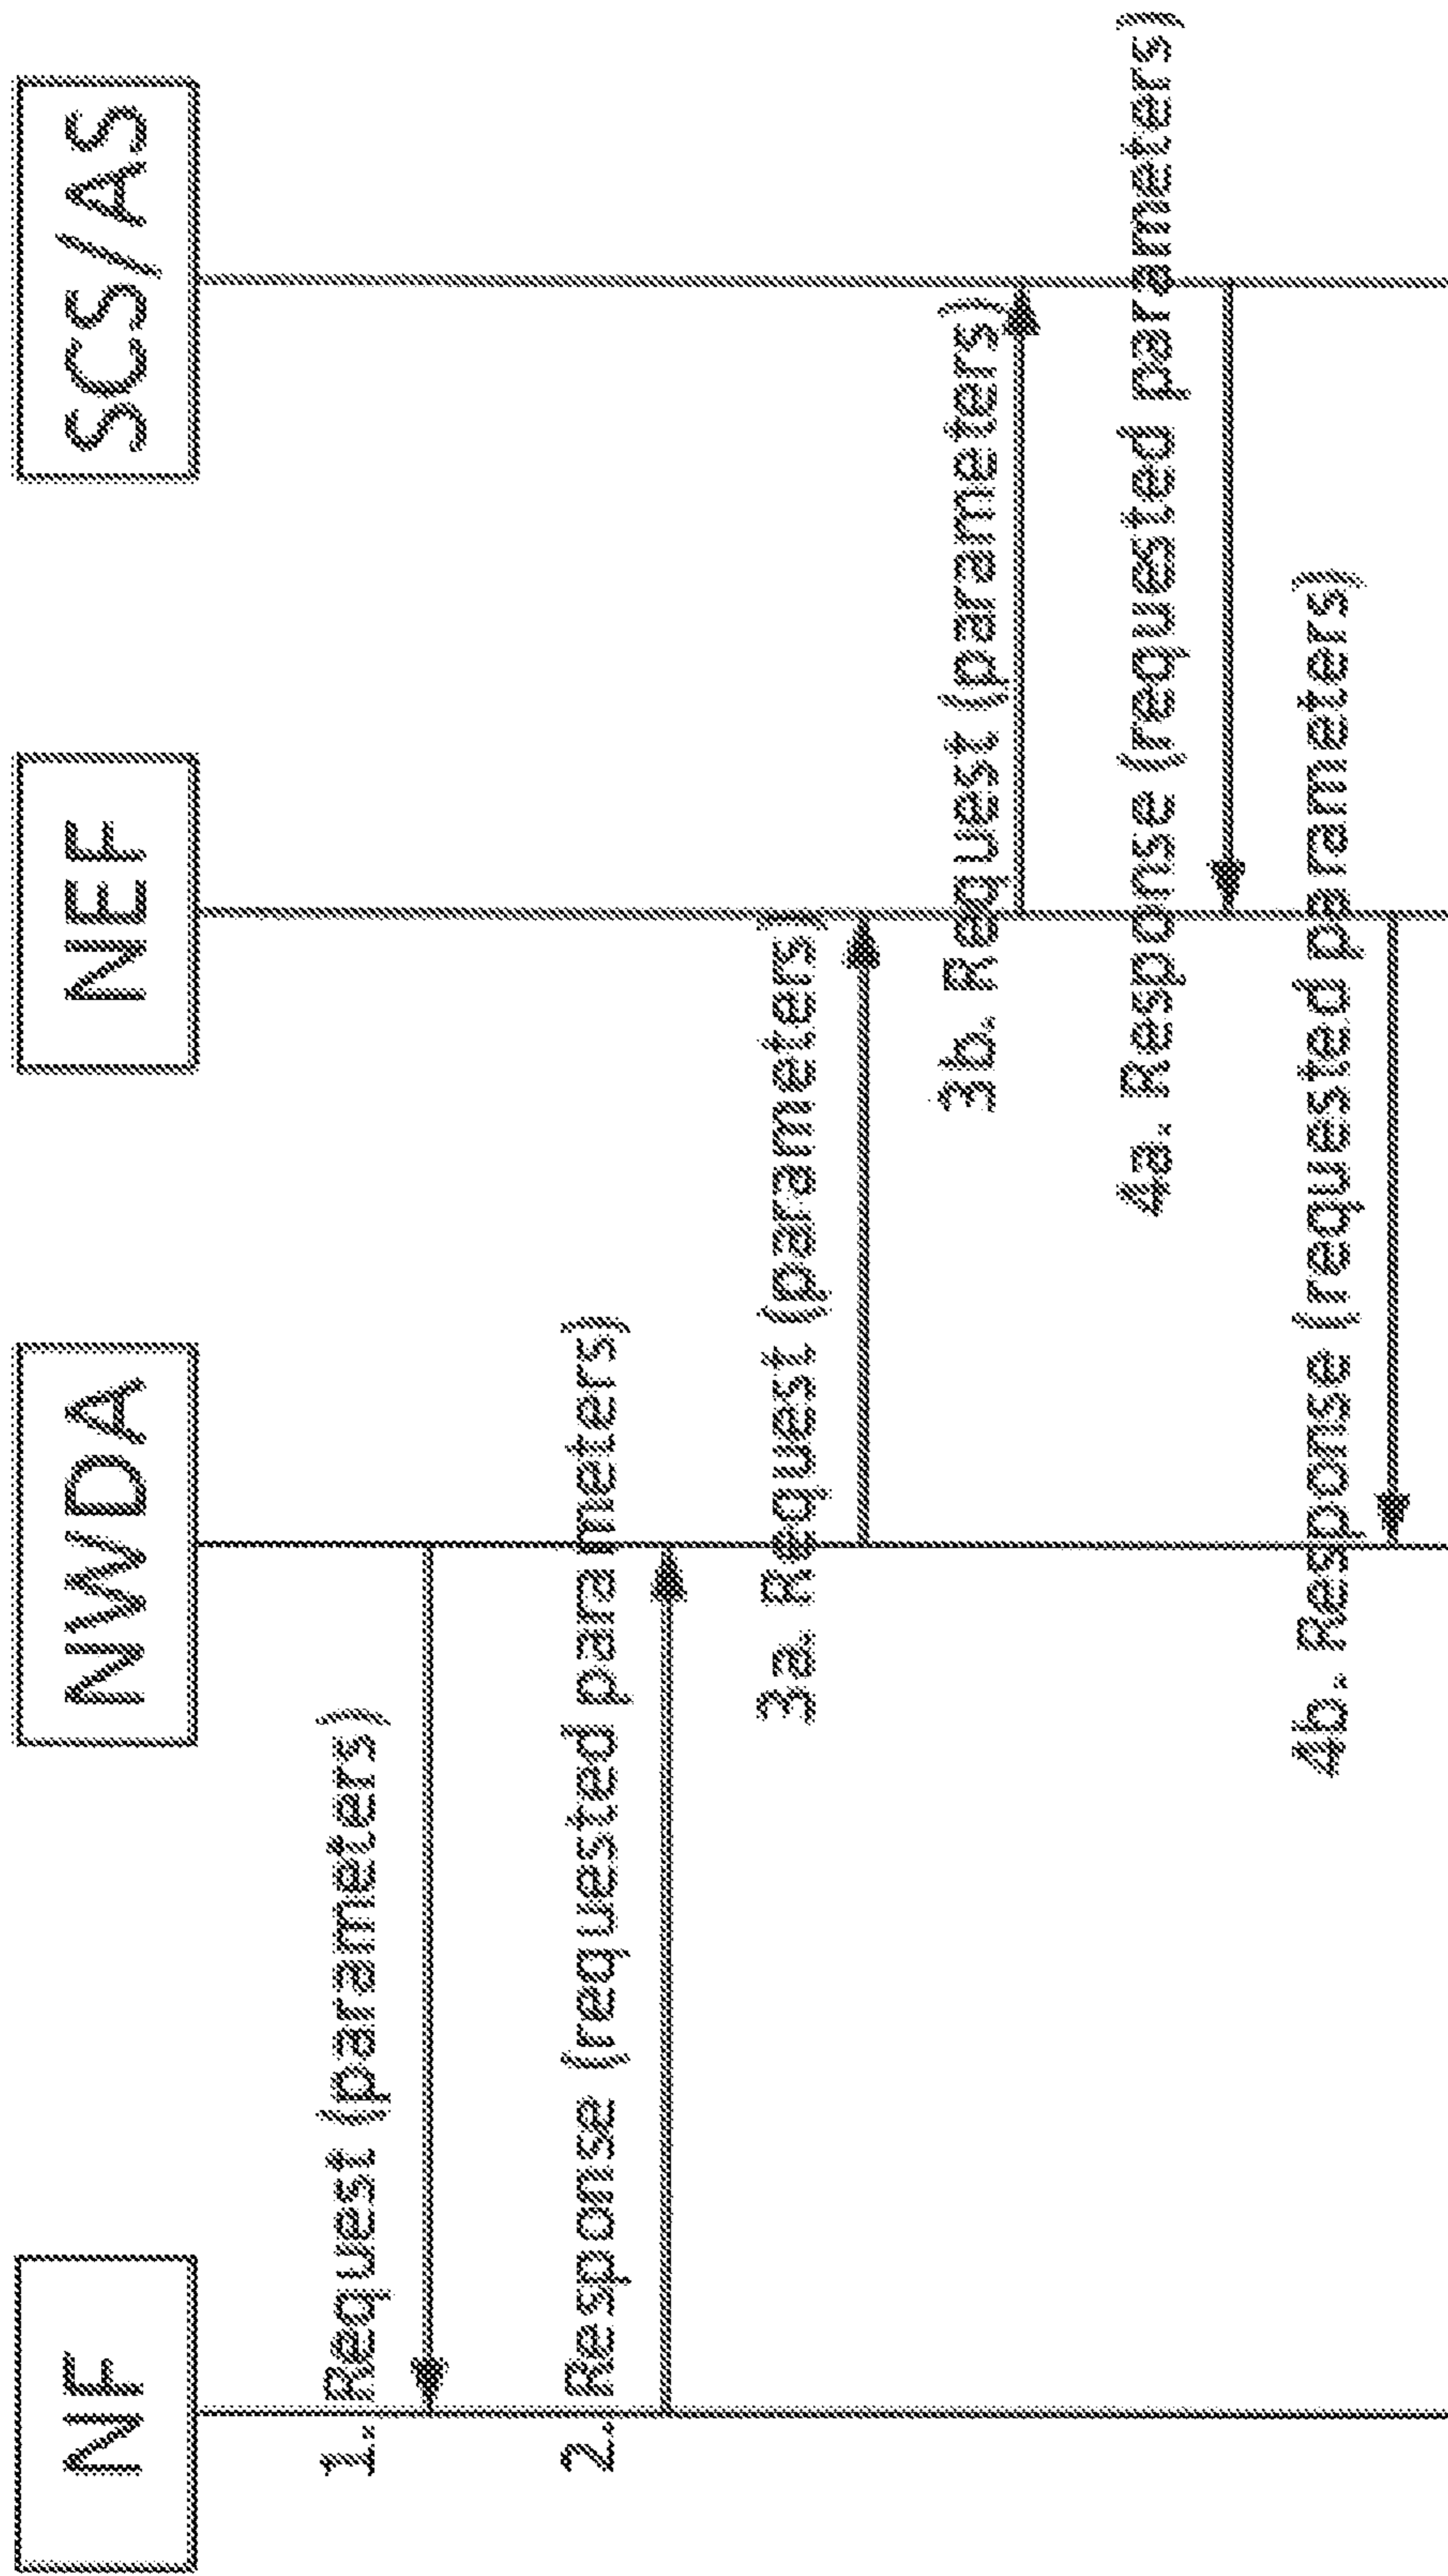 NF
NWDA
NEF
SCS/AS
1. Request (parameters)
2. Response (requested parameters)
3a. Request (parameters)
3b. Request (parameters)
4a. Response (requested parameters)
4b. Response (requested parameters)